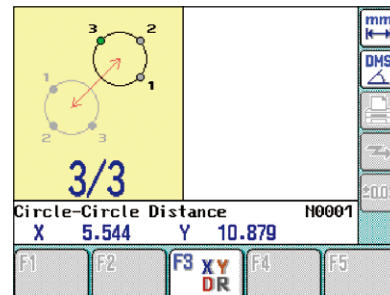 mm
3 2
DMS
1
1
2 3
3/3
±0.0
Circle-Circle Distance N0001
X 5.544 Y 10.879
F1 F2 F3 XY F4 F5
DR